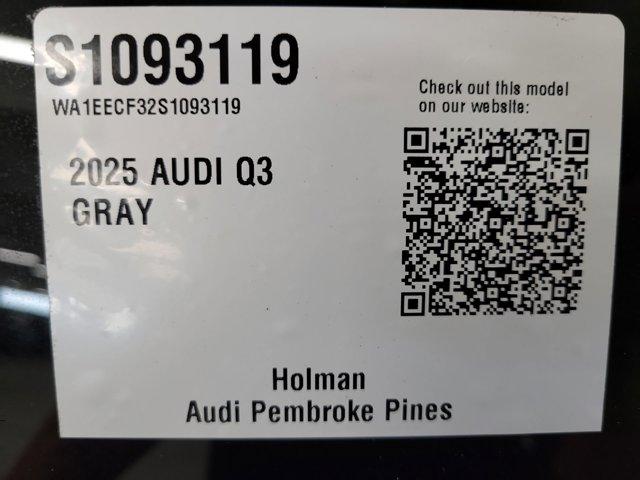 S1093119
WA1EECF32S1093119
Check out this model
on our website:
2025 AUDI Q3
GRAY
Holman
Audi Pembroke Pines